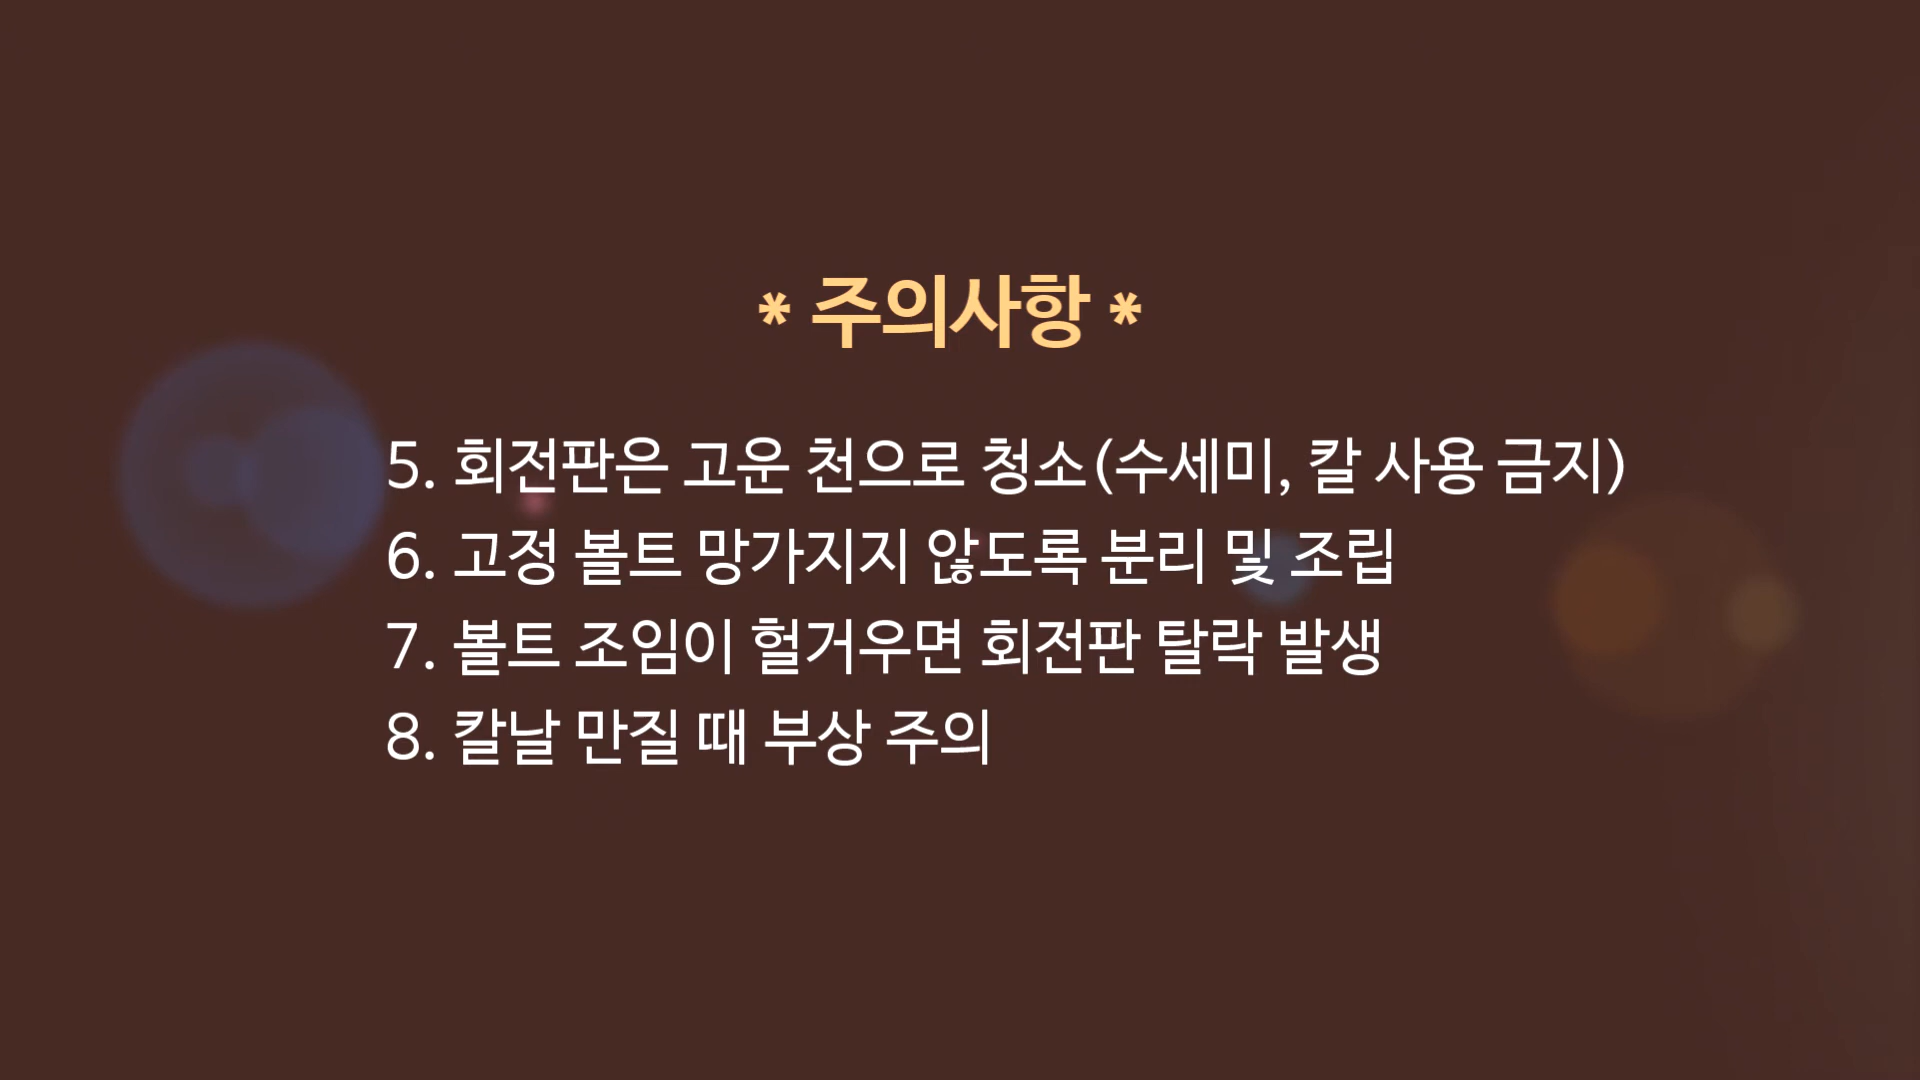 * 주의사항 *
5. 회전판은 고운 천으로 청소(수세미, 칼 사용 금지)
6. 고정 볼트 망가지지 않도록 분리 및 조립
7. 볼트 조임이 헐거우면 회전판 탈락 발생
8. 칼날 만질 때 부상 주의